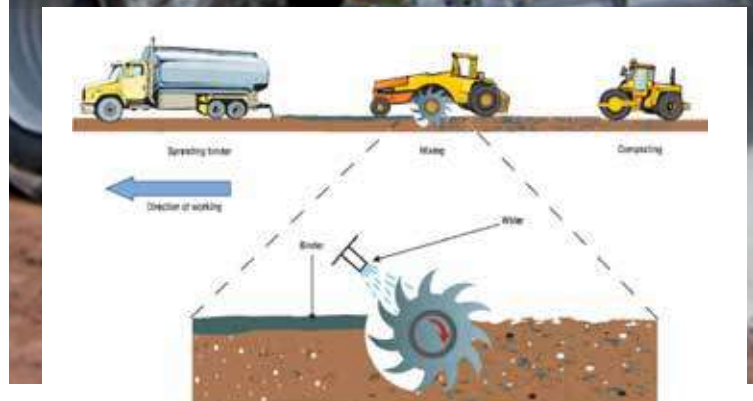 Spreading binder
Mixing
Compacting
Direction of working
Binder
Water